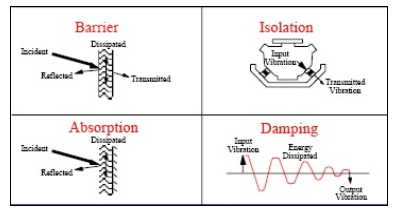 Barrier
Dissipated
Incident
Reflected
Transmitted
Isolation
Input
Vibration
Transmitted
Vibration
Absorption
Dissipated
Incident
Reflected
Damping
Input
Vibration
Energy
Dissipated
Output
Vibration